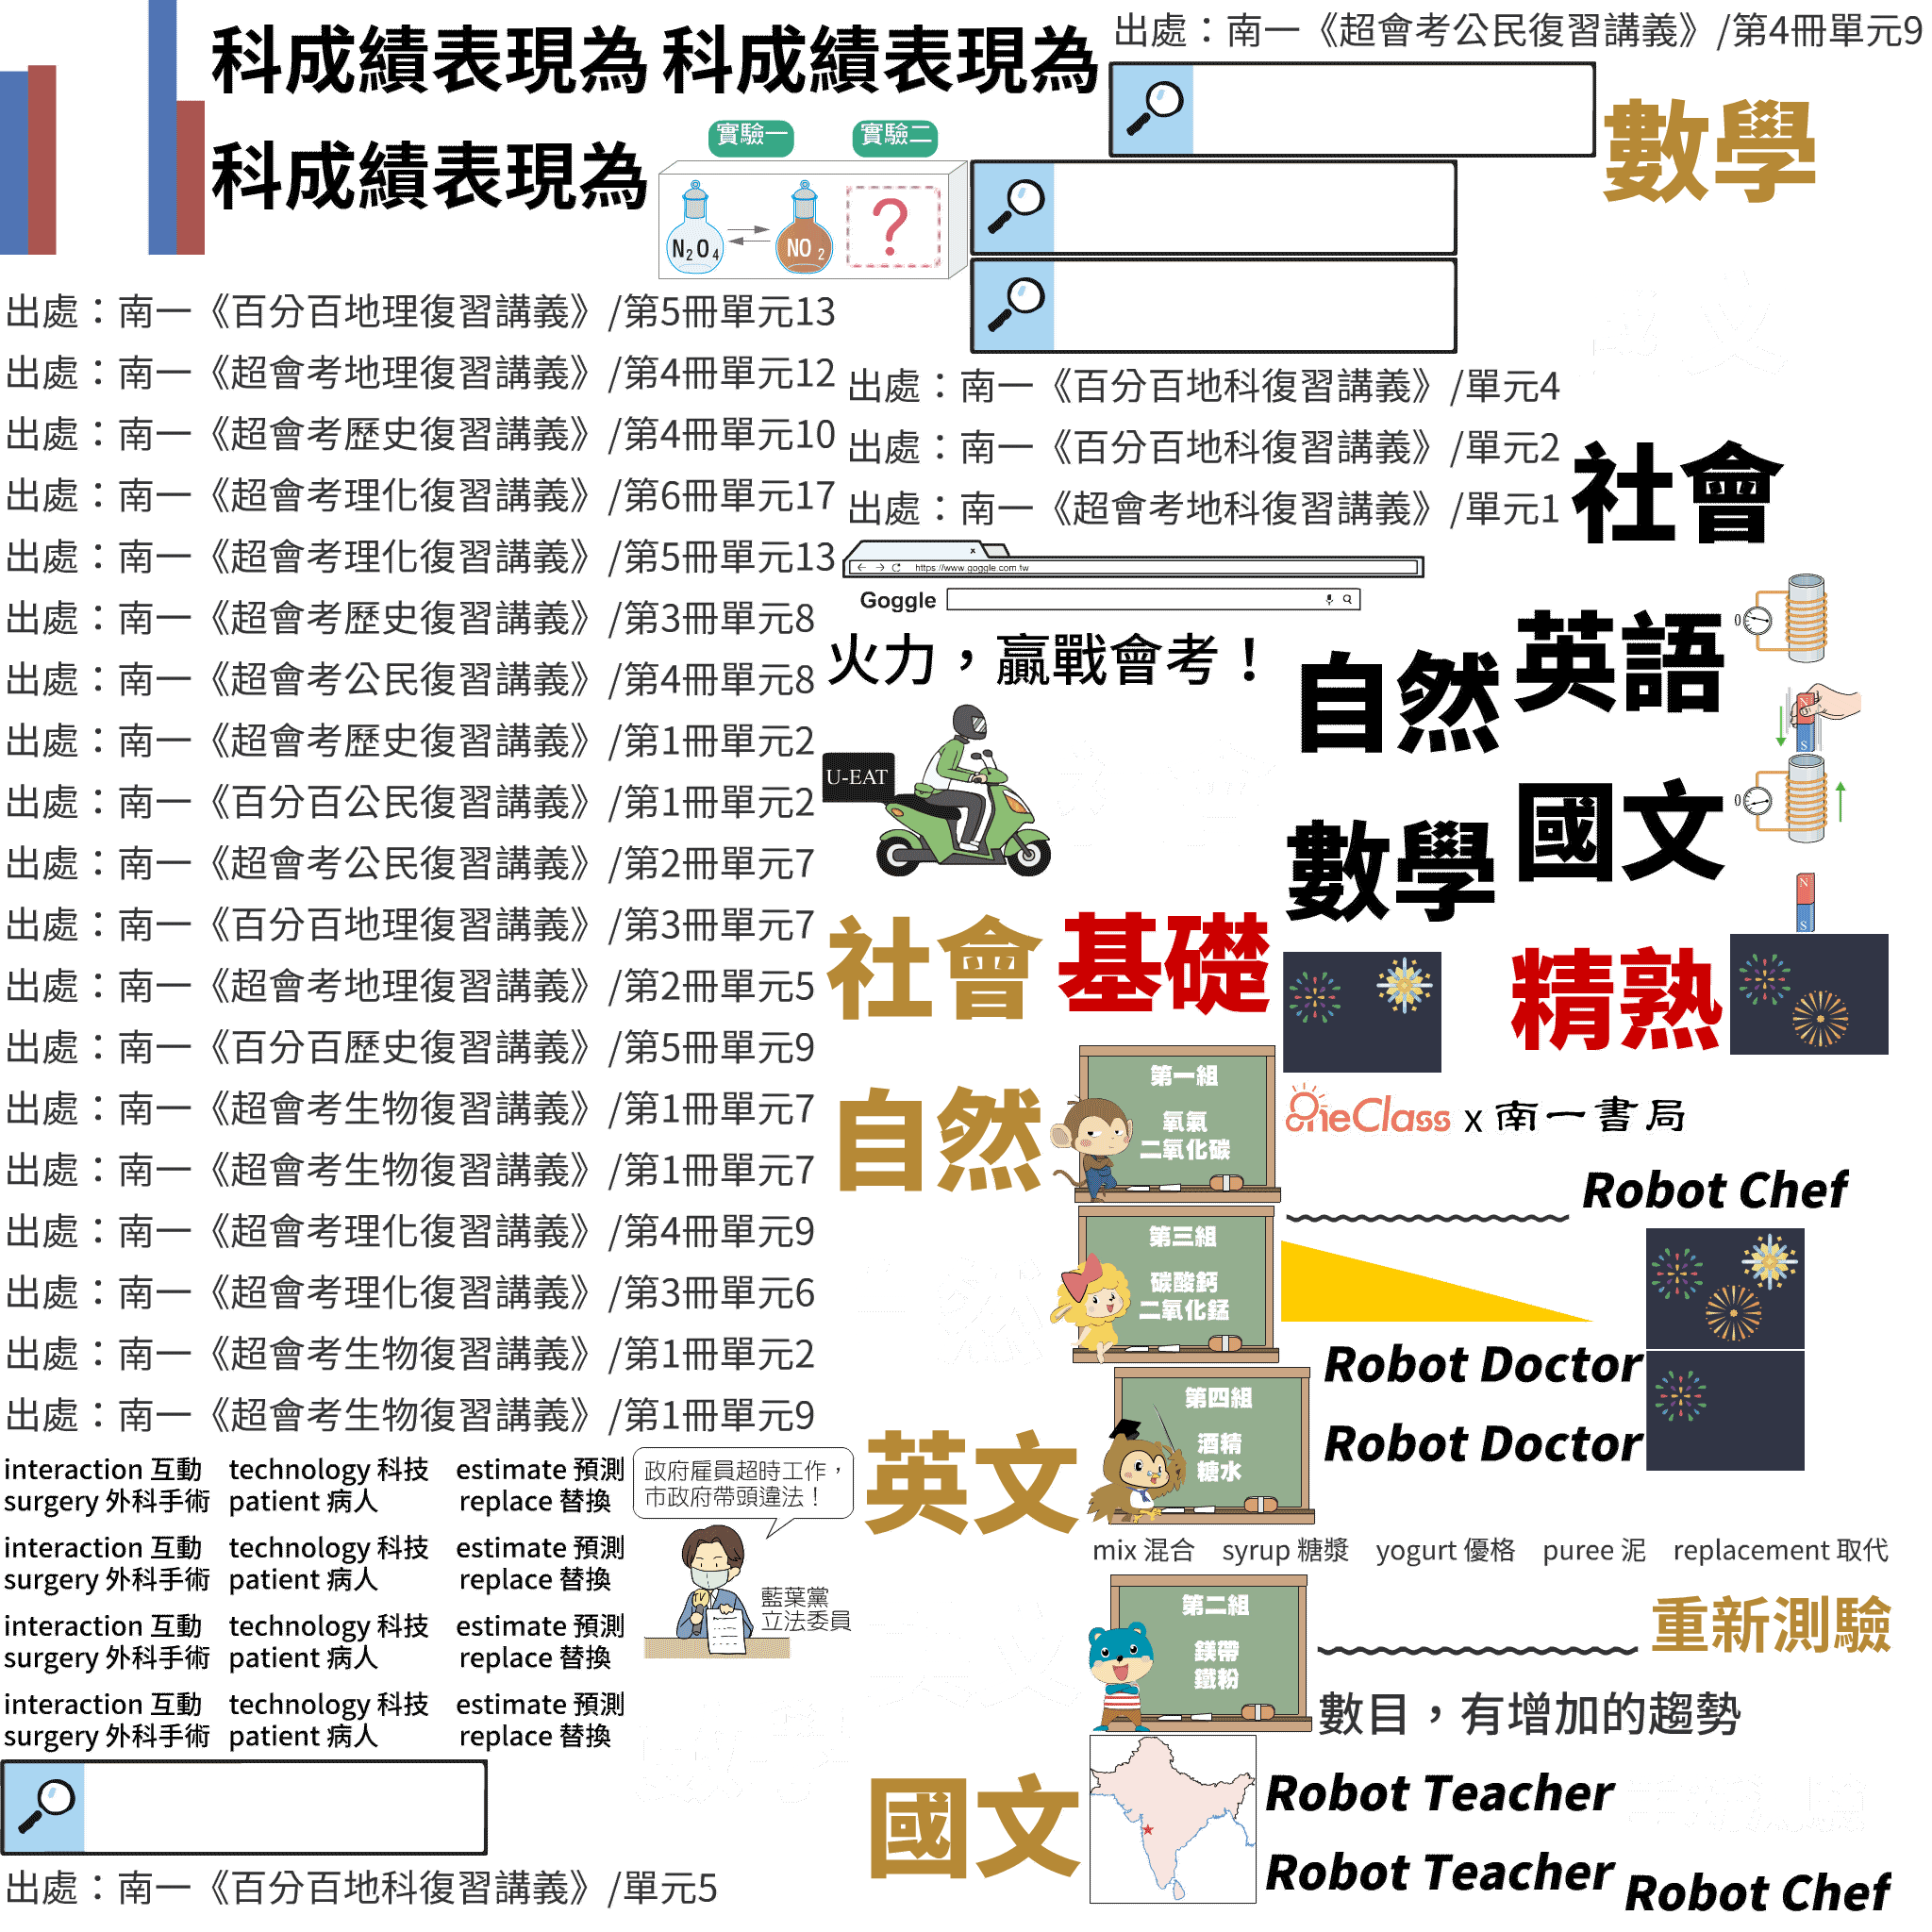 科成績表現為
科成績表現為
出處：南一《超會考公民復習講義》/第4冊單元9
數學
科成績表現為
實驗一
實驗二
N2O4
NO2
?
出處：南一《百分百地理復習講義》/第5冊單元13
出處：南一《超會考地理復習講義》/第4冊單元12
出處：南一《超會考歷史復習講義》/第4冊單元10
出處：南一《超會考理化復習講義》/第6冊單元17
出處：南一《超會考理化復習講義》/第5冊單元13
出處：南一《超會考歷史復習講義》/第3冊單元8
出處：南一《超會考公民復習講義》/第4冊單元8
出處：南一《超會考歷史復習講義》/第1冊單元2
出處：南一《百分百公民復習講義》/第1冊單元2
出處：南一《超會考公民復習講義》/第2冊單元7
出處：南一《百分百地理復習講義》/第3冊單元7
出處：南一《超會考地理復習講義》/第2冊單元5
出處：南一《百分百歷史復習講義》/第5冊單元9
出處：南一《超會考生物復習講義》/第1冊單元7
出處：南一《超會考生物復習講義》/第1冊單元7
出處：南一《超會考理化復習講義》/第4冊單元9
出處：南一《超會考理化復習講義》/第3冊單元6
出處：南一《超會考生物復習講義》/第1冊單元2
出處：南一《超會考生物復習講義》/第1冊單元9
出處：南一《百分百地科復習講義》/單元4
出處：南一《百分百地科復習講義》/單元2
出處：南一《超會考地科復習講義》/單元1
社會
x
https://www.goggle.com.tw
Goggle
火力，贏戰會考！
自然
英語
數學
國文
0
N
S
0
N
S
U-EAT
社會
基礎
精熟
自然
第一組
氧氣
二氧化碳
OneClass x 南一書局
Robot Chef
第三組
碳酸鈣
二氧化錳
Robot Doctor
Robot Doctor
英文
第四組
酒精
糖水
interaction 互動 technology 科技 estimate 預測
surgery 外科手術 patient 病人 replace 替換
interaction 互動 technology 科技 estimate 預測
surgery 外科手術 patient 病人 replace 替換
interaction 互動 technology 科技 estimate 預測
surgery 外科手術 patient 病人 replace 替換
interaction 互動 technology 科技 estimate 預測
surgery 外科手術 patient 病人 replace 替換
政府雇員超時工作，
市政府帶頭違法！
TV
藍葉黨
立法委員
mix 混合 syrup 糖漿 yogurt 優格 puree 泥 replacement 取代
第二組
鎂帶
鐵粉
重新測驗
數目，有增加的趨勢
國文
Robot Teacher
Robot Teacher
Robot Chef
出處：南一《百分百地科復習講義》/單元5